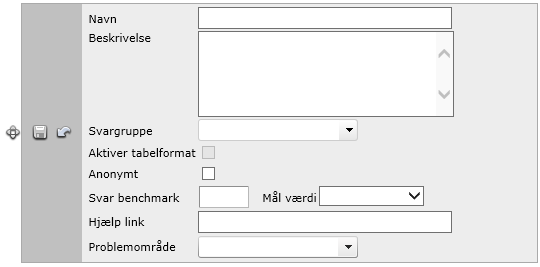 Navn
Beskrivelse
Svargruppe
Aktiver tabelformat
Anonymt
Svar benchmark Mål værdi
Hjælp link
Problemområde